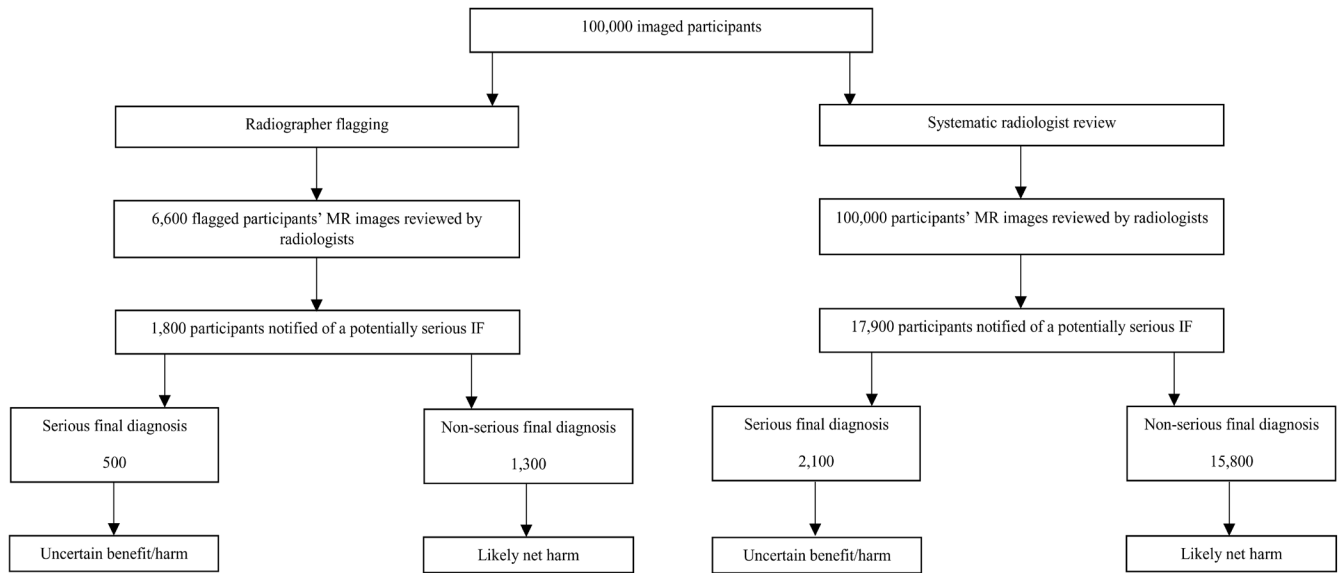 100,000 imaged participants
Radiographer flagging
Systematic radiologist review
6,600 flagged participants’ MR images reviewed by
radiologists
100,000 participants’ MR images reviewed by radiologists
1,800 participants notified of a potentially serious IF
17,900 participants notified of a potentially serious IF
Serious final diagnosis
500
Non-serious final diagnosis
1,300
Serious final diagnosis
2,100
Non-serious final diagnosis
15,800
Uncertain benefit/harm
Likely net harm
Uncertain benefit/harm
Likely net harm